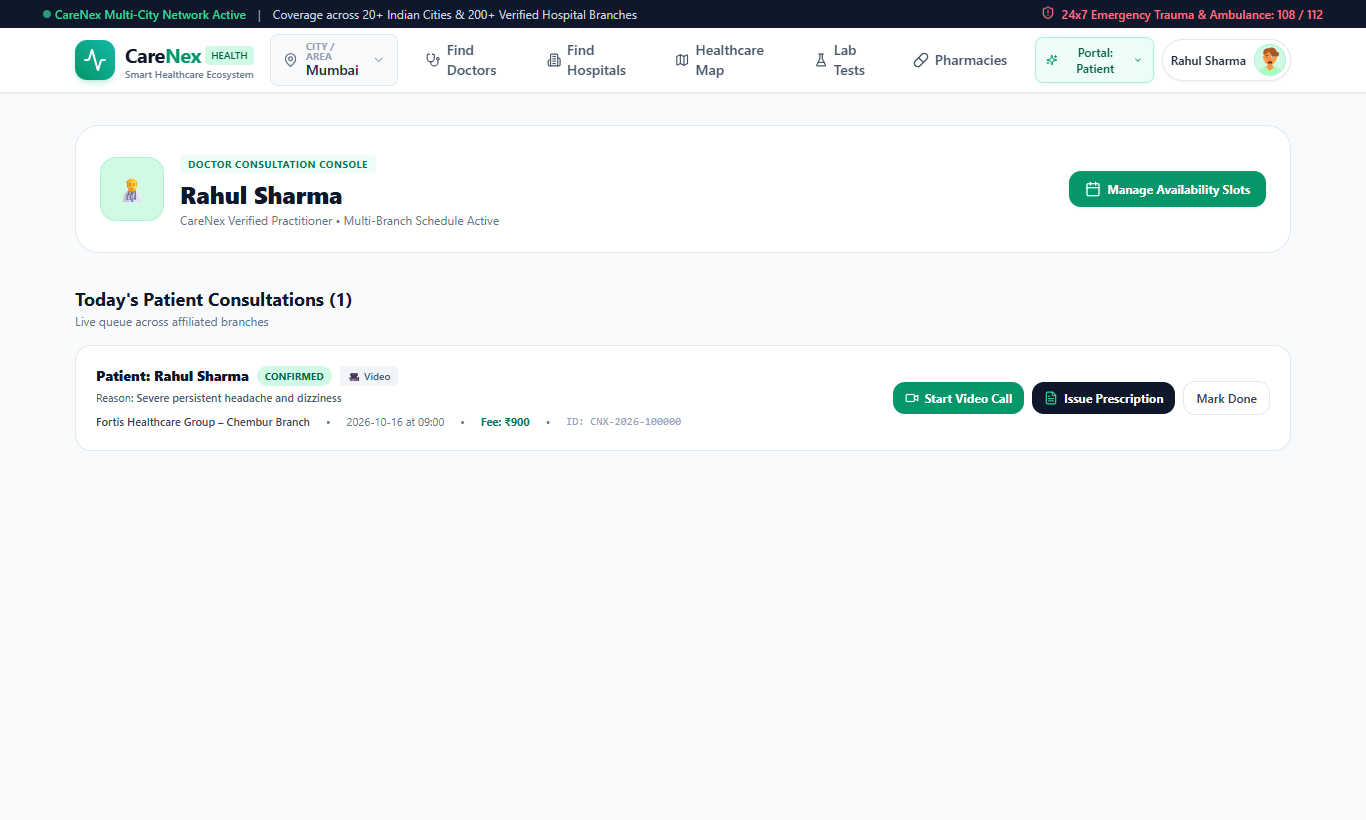 CareNex Multi-City Network Active | Coverage across 20+ Indian Cities & 200+ Verified Hospital Branches
24x7 Emergency Trauma & Ambulance: 108 / 112
CareNex HEALTH
Smart Healthcare Ecosystem
CITY /
AREA
Mumbai
Find
Doctors
Find
Hospitals
Healthcare
Map
Lab
Tests
Pharmacies
Portal:
Patient
Rahul Sharma
DOCTOR CONSULTATION CONSOLE
Rahul Sharma
CareNex Verified Practitioner • Multi-Branch Schedule Active
Manage Availability Slots
Today's Patient Consultations (1)
Live queue across affiliated branches
Patient: Rahul Sharma CONFIRMED Video
Reason: Severe persistent headache and dizziness
Fortis Healthcare Group – Chembur Branch • 2026-10-16 at 09:00 • Fee: ₹900 • ID: CNX-2026-100000
Start Video Call
Issue Prescription
Mark Done